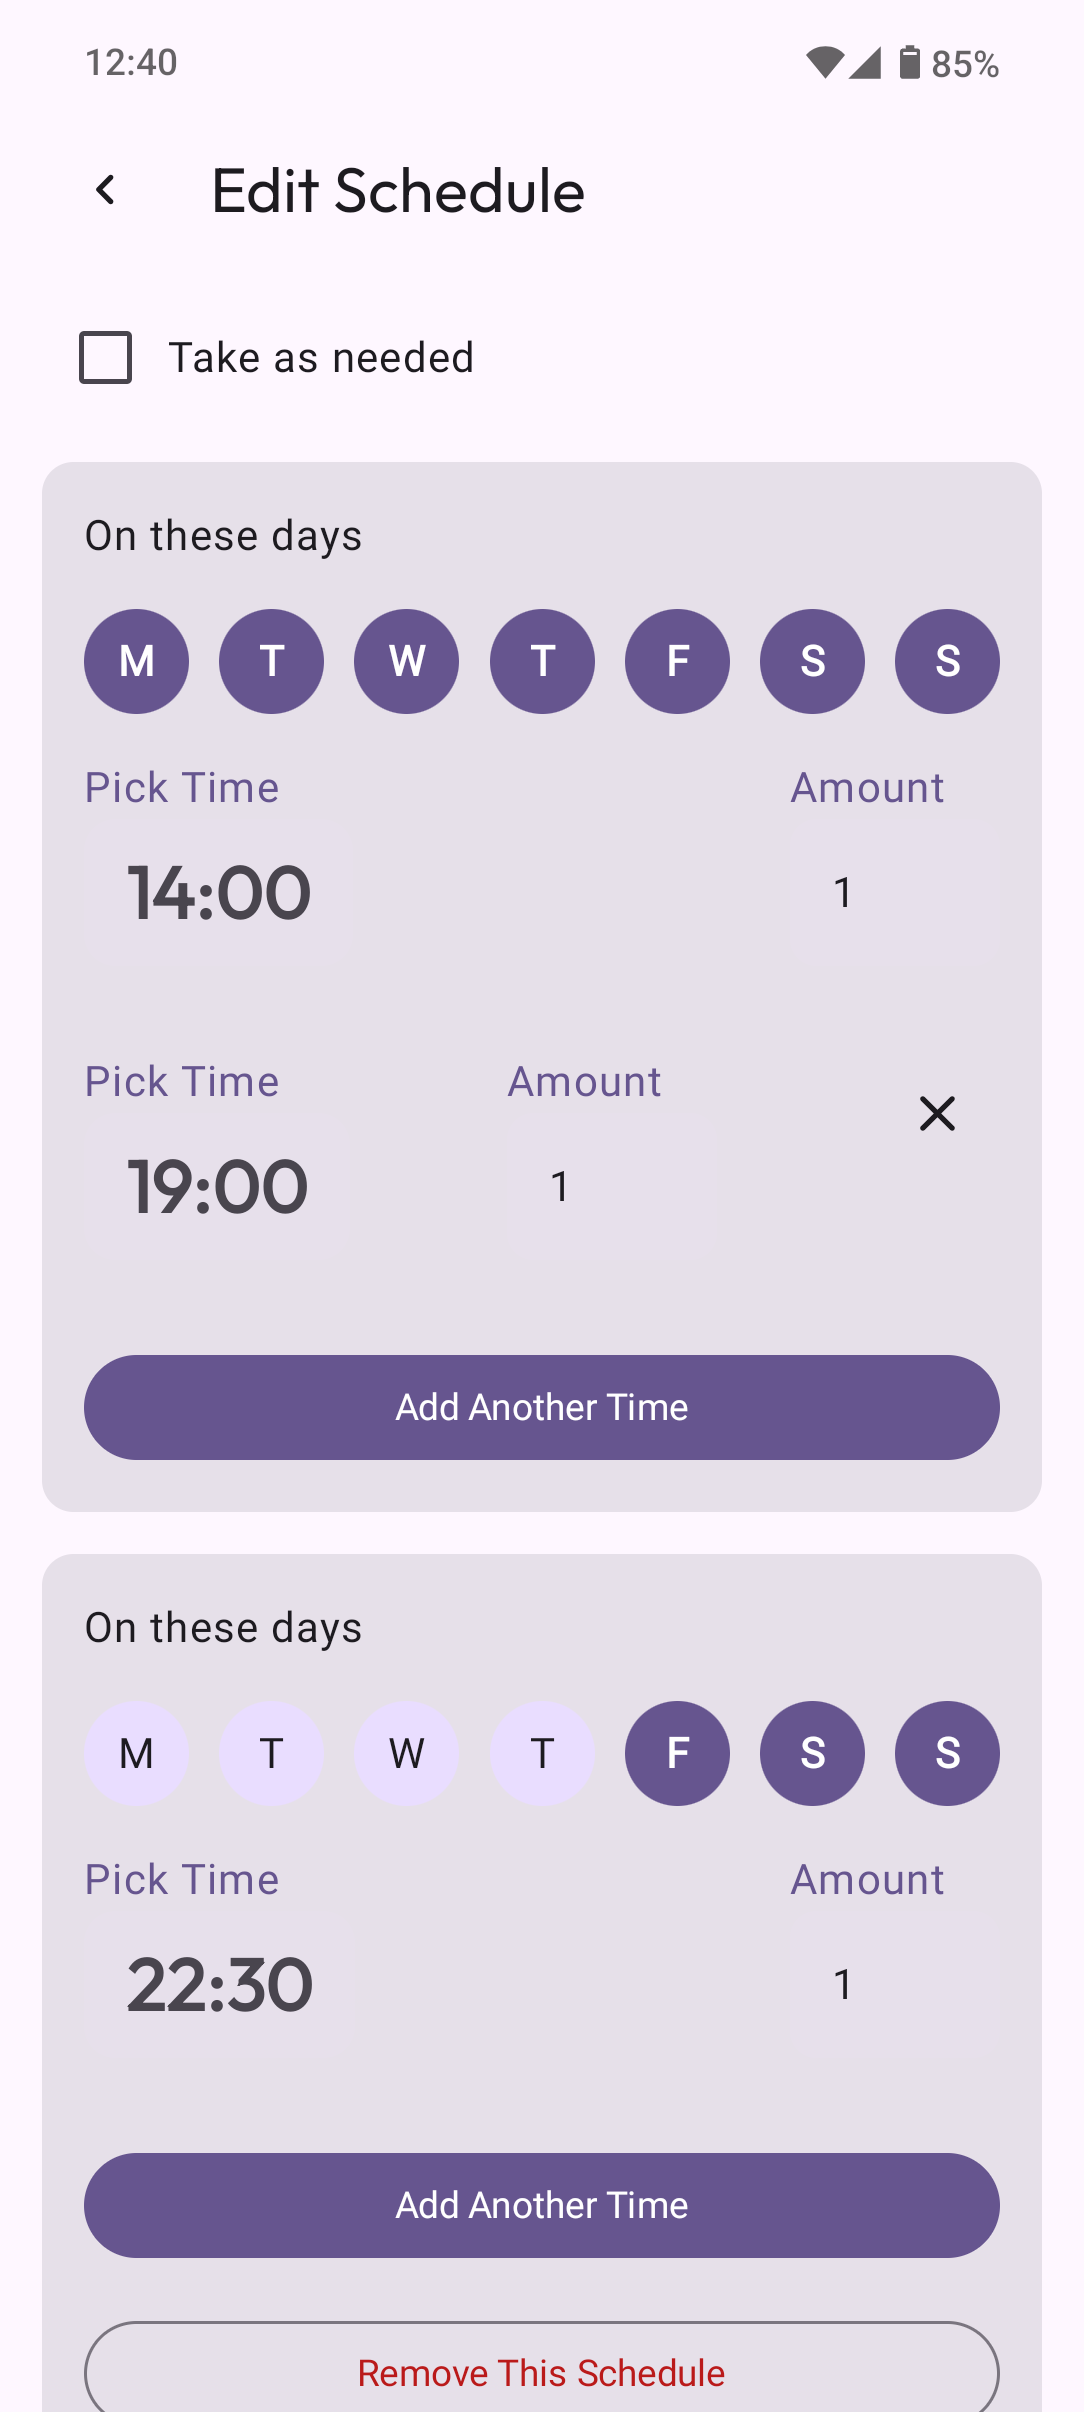 12:40 85%
Edit Schedule
Take as needed
On these days
M T W T F S S
Pick Time Amount
14:00 1
Pick Time Amount
19:00 1
Add Another Time
On these days
M T W T F S S
Pick Time Amount
22:30 1
Add Another Time
Remove This Schedule